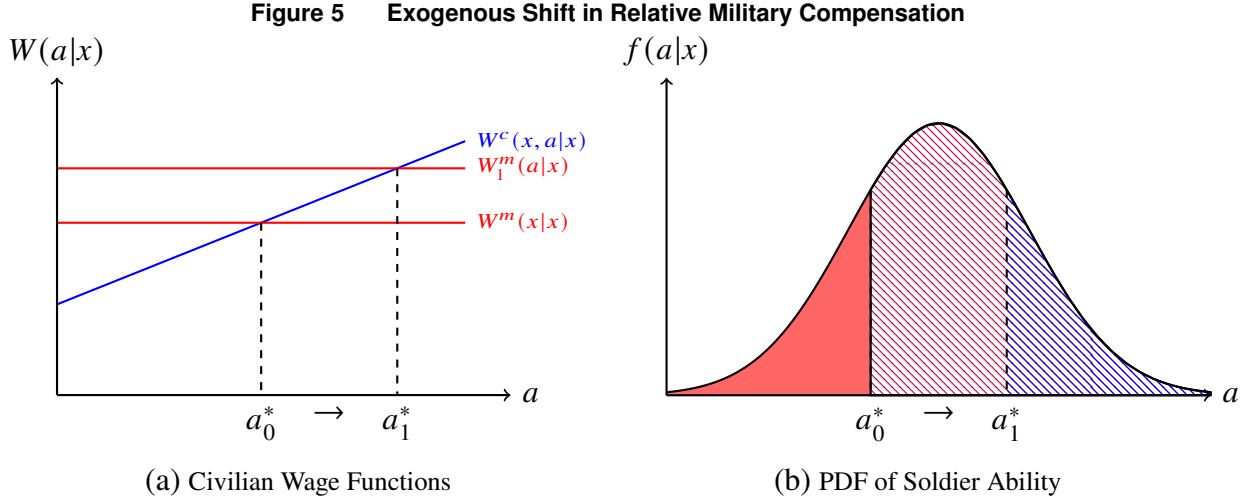 Figure 5 Exogenous Shift in Relative Military Compensation
W(a|x)
W^c(x, a|x)
W_1^m(a|x)
W^m(x|x)
a
a_0^* → a_1^*
(a) Civilian Wage Functions
f(a|x)
a
a_0^* → a_1^*
(b) PDF of Soldier Ability